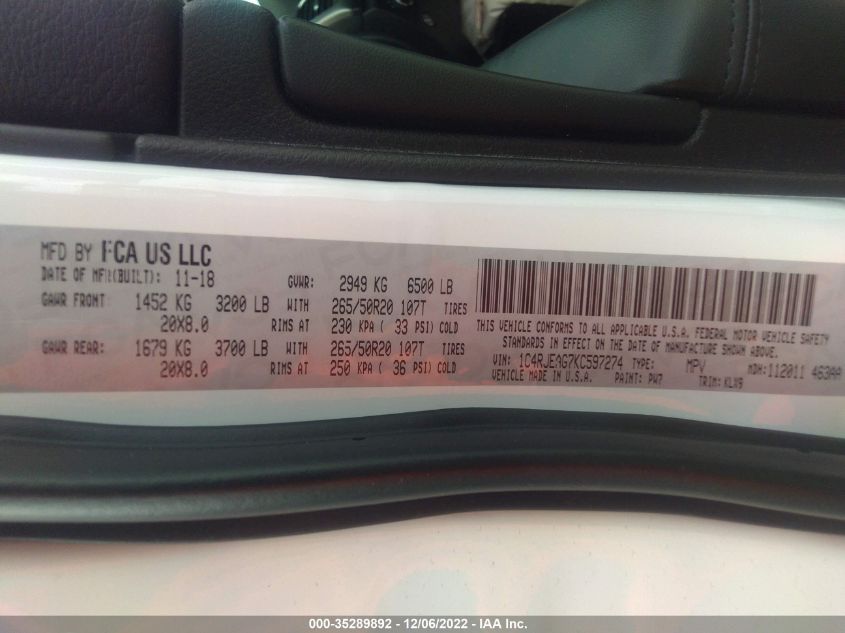 MFD BY FCA US LLC
DATE OF MFR(BUILT): 11-18 GVWR: 2949 KG 6500 LB
GAWR FRONT 1452 KG 3200 LB WITH 265/50R20 107T TIRES
20X8.0 RIMS AT 230 KPA ( 33 PSI) COLD
GAWR REAR: 1679 KG 3700 LB WITH 265/50R20 107T TIRES
20X8.0 RIMS AT 250 KPA ( 36 PSI) COLD
THIS VEHICLE CONFORMS TO ALL APPLICABLE U.S.A. FEDERAL MOTOR VEHICLE SAFETY
STANDARDS IN EFFECT ON THE DATE OF MANUFACTURE SHOWN ABOVE.
VIN: 1C4RJEAG7KC597274 TYPE: MPV MDH:112011 463AA
VEHICLE MADE IN U.S.A. PAINT: PW7 TRIM: KLX9
000-35289892 - 12/06/2022 - IAA Inc.